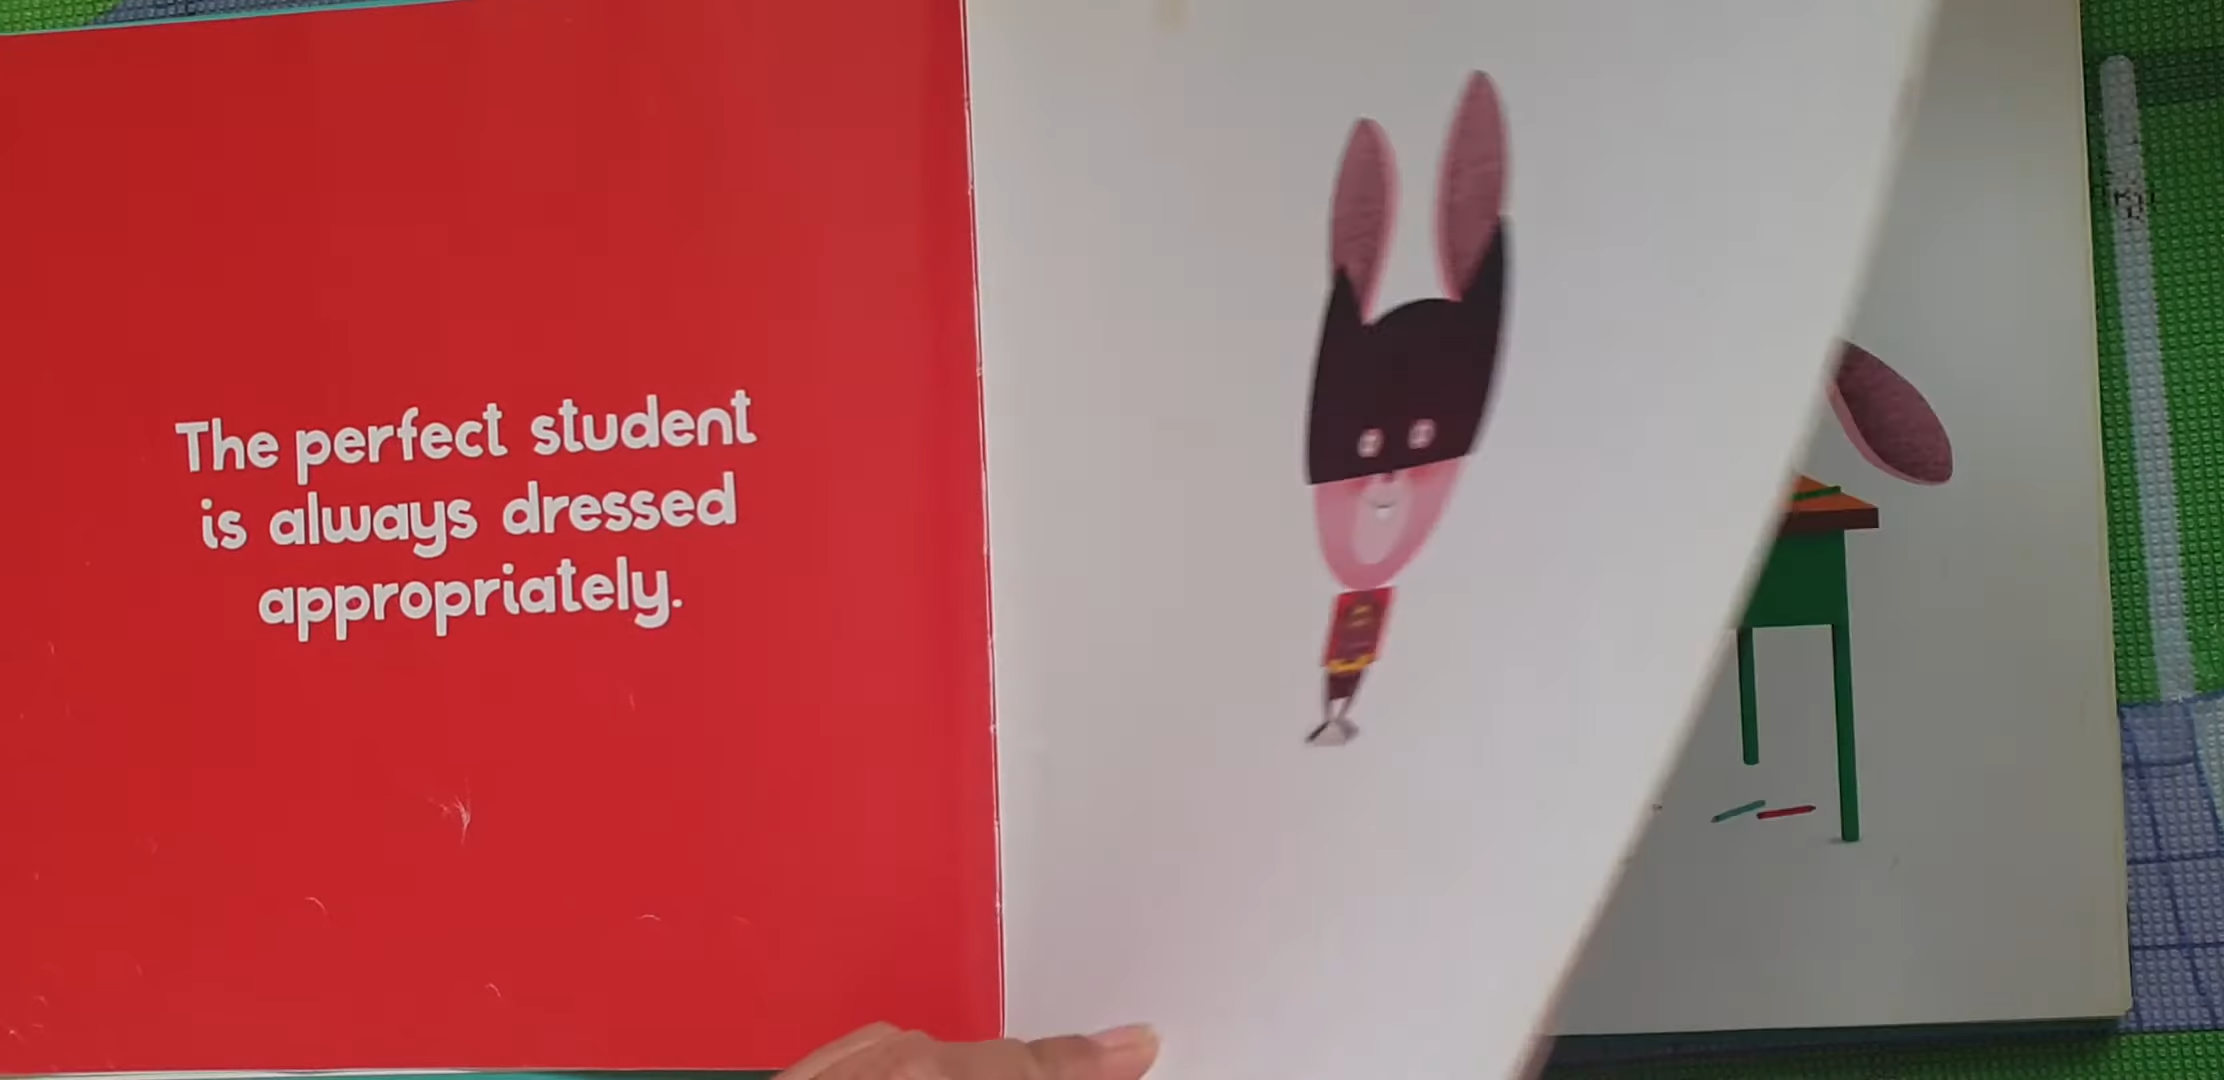 The perfect student
is always dressed
appropriately.